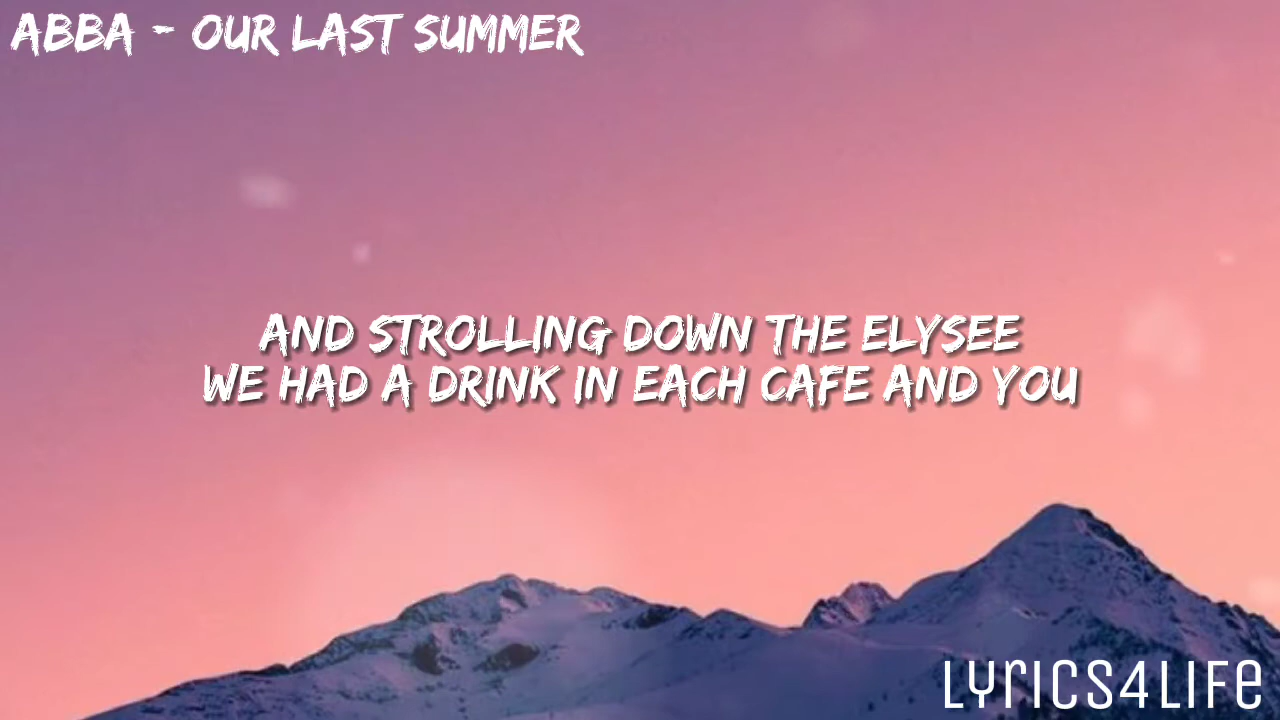 ABBA - OUR LAST SUMMER
AND STROLLING DOWN THE ELYSEE
WE HAD A DRINK IN EACH CAFE AND YOU
LYRICS4LIFE